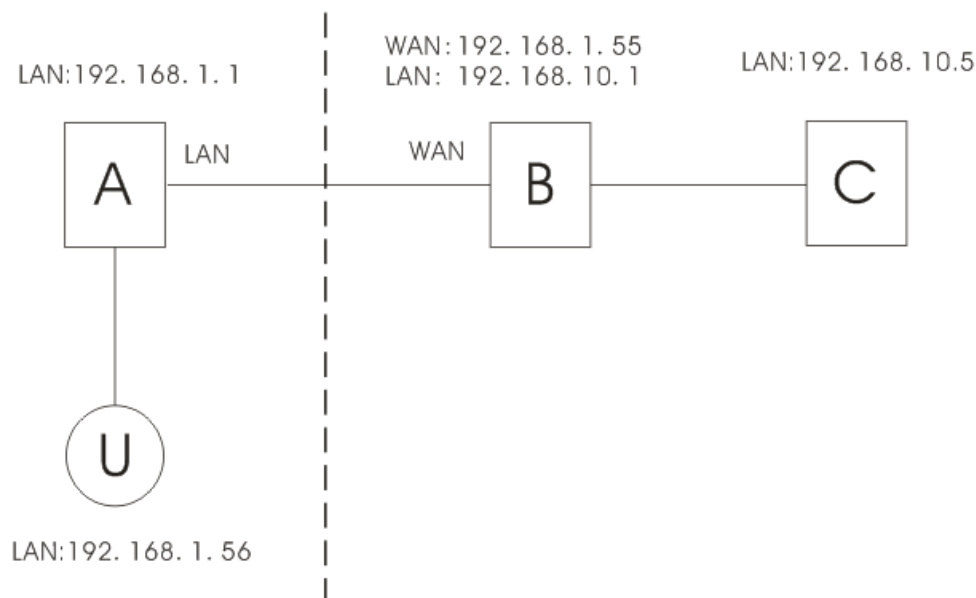 WAN: 192. 168. 1. 55
LAN:192. 168. 1. 1
LAN: 192. 168. 10. 1
LAN:192. 168. 10.5
A
LAN
WAN
B
C
U
LAN:192. 168. 1. 56